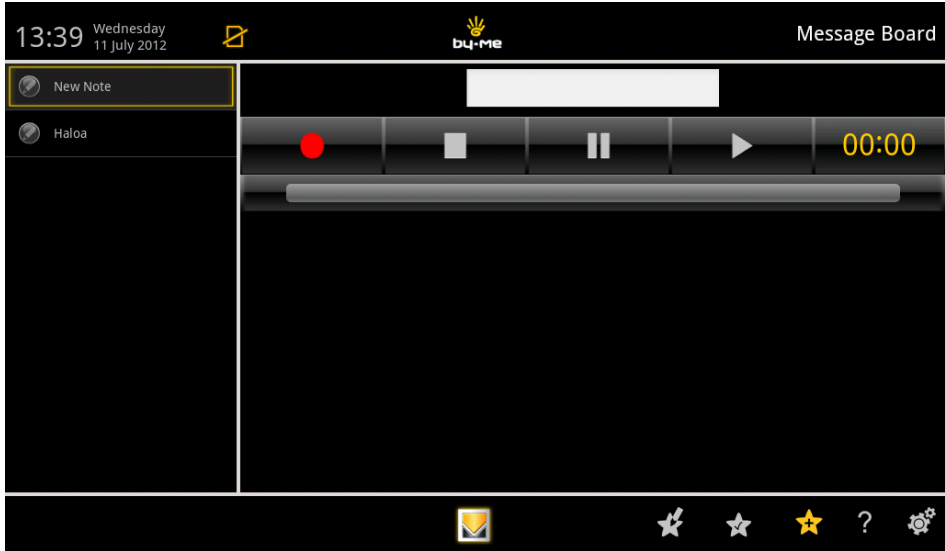 13:39
Wednesday
11 July 2012
by-me
Message Board
New Note
Haloa
00:00
?